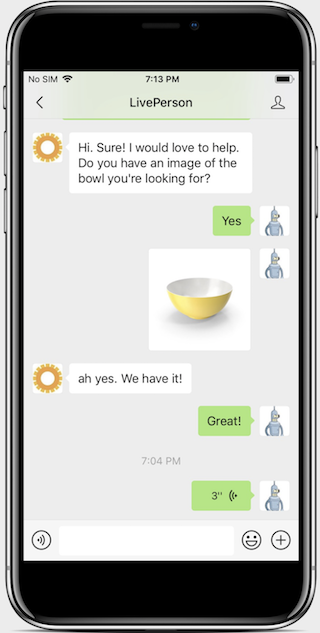 No SIM 7:13 PM
LivePerson
Hi. Sure! I would love to help.
Do you have an image of the
bowl you're looking for?
Yes
ah yes. We have it!
Great!
7:04 PM
3"